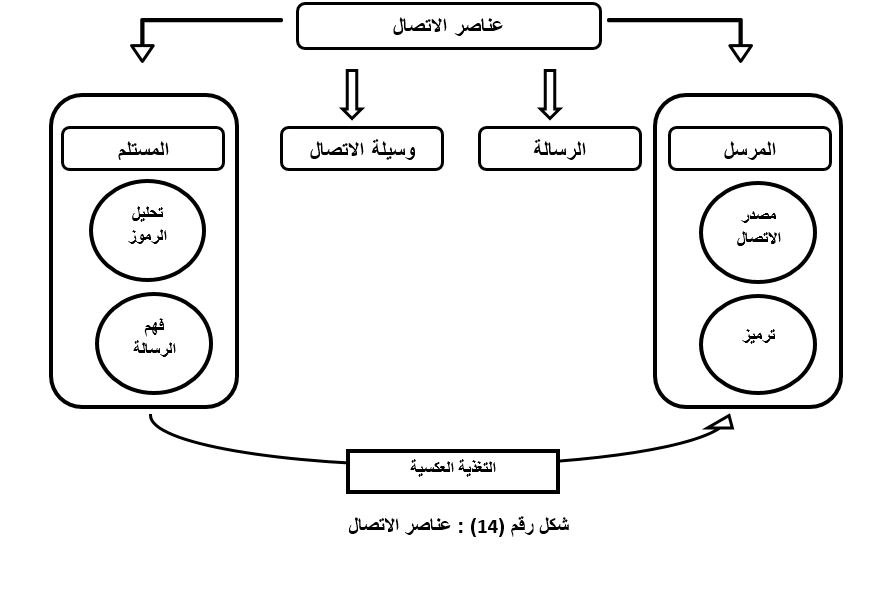 عناصر الاتصال
المرسل
الرسالة
وسيلة الاتصال
المستلم
مصدر
الاتصال
ترميز
تحليل
الرموز
فهم
الرسالة
التغذية العكسية
شكل رقم (14) : عناصر الاتصال